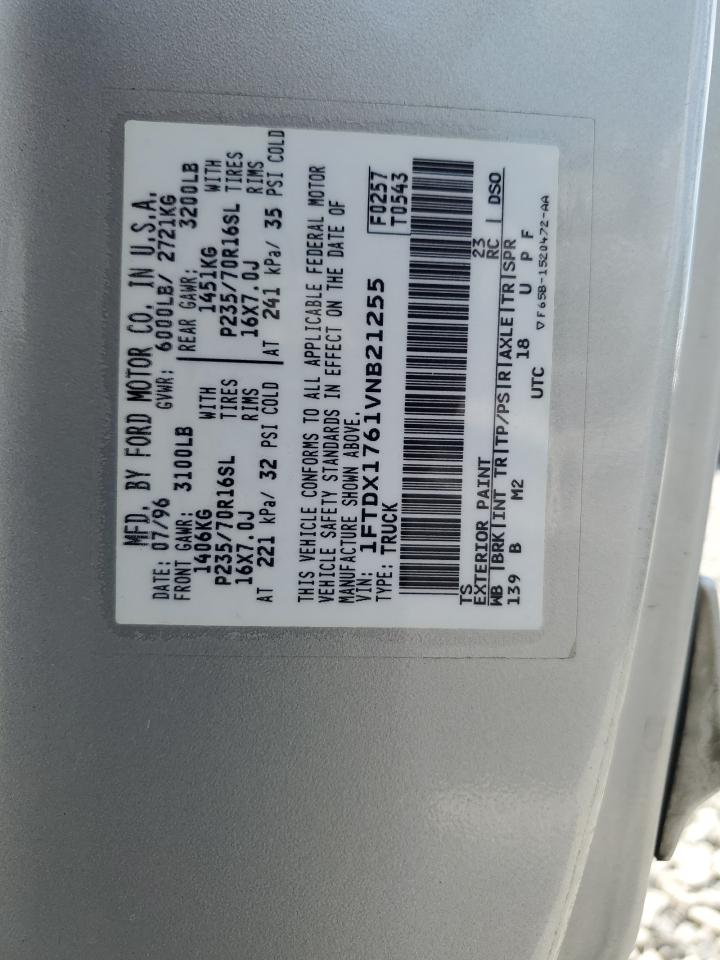 MFD. BY FORD MOTOR CO. IN U.S.A.
DATE: 07/96 GVWR: 6000LB/ 2721KG
FRONT GAWR: 3100LB REAR GAWR: 3200LB
1406KG WITH 1451KG WITH
P235/70R16SL TIRES P235/70R16SL TIRES
16X7.0J RIMS 16X7.0J RIMS
AT 221 kPa/ 32 PSI COLD AT 241 kPa/ 35 PSI COLD
THIS VEHICLE CONFORMS TO ALL APPLICABLE FEDERAL MOTOR
VEHICLE SAFETY STANDARDS IN EFFECT ON THE DATE OF
MANUFACTURE SHOWN ABOVE.
VIN: 1FTDX1761VNB21255 F0257
TYPE: TRUCK T0543
TS 23
EXTERIOR PAINT RC DSO
WB BRK INT TR TP/PS R AXLE TR SPR
139 B M2 18 U P F
UTC
▽F65B-1520472-AA